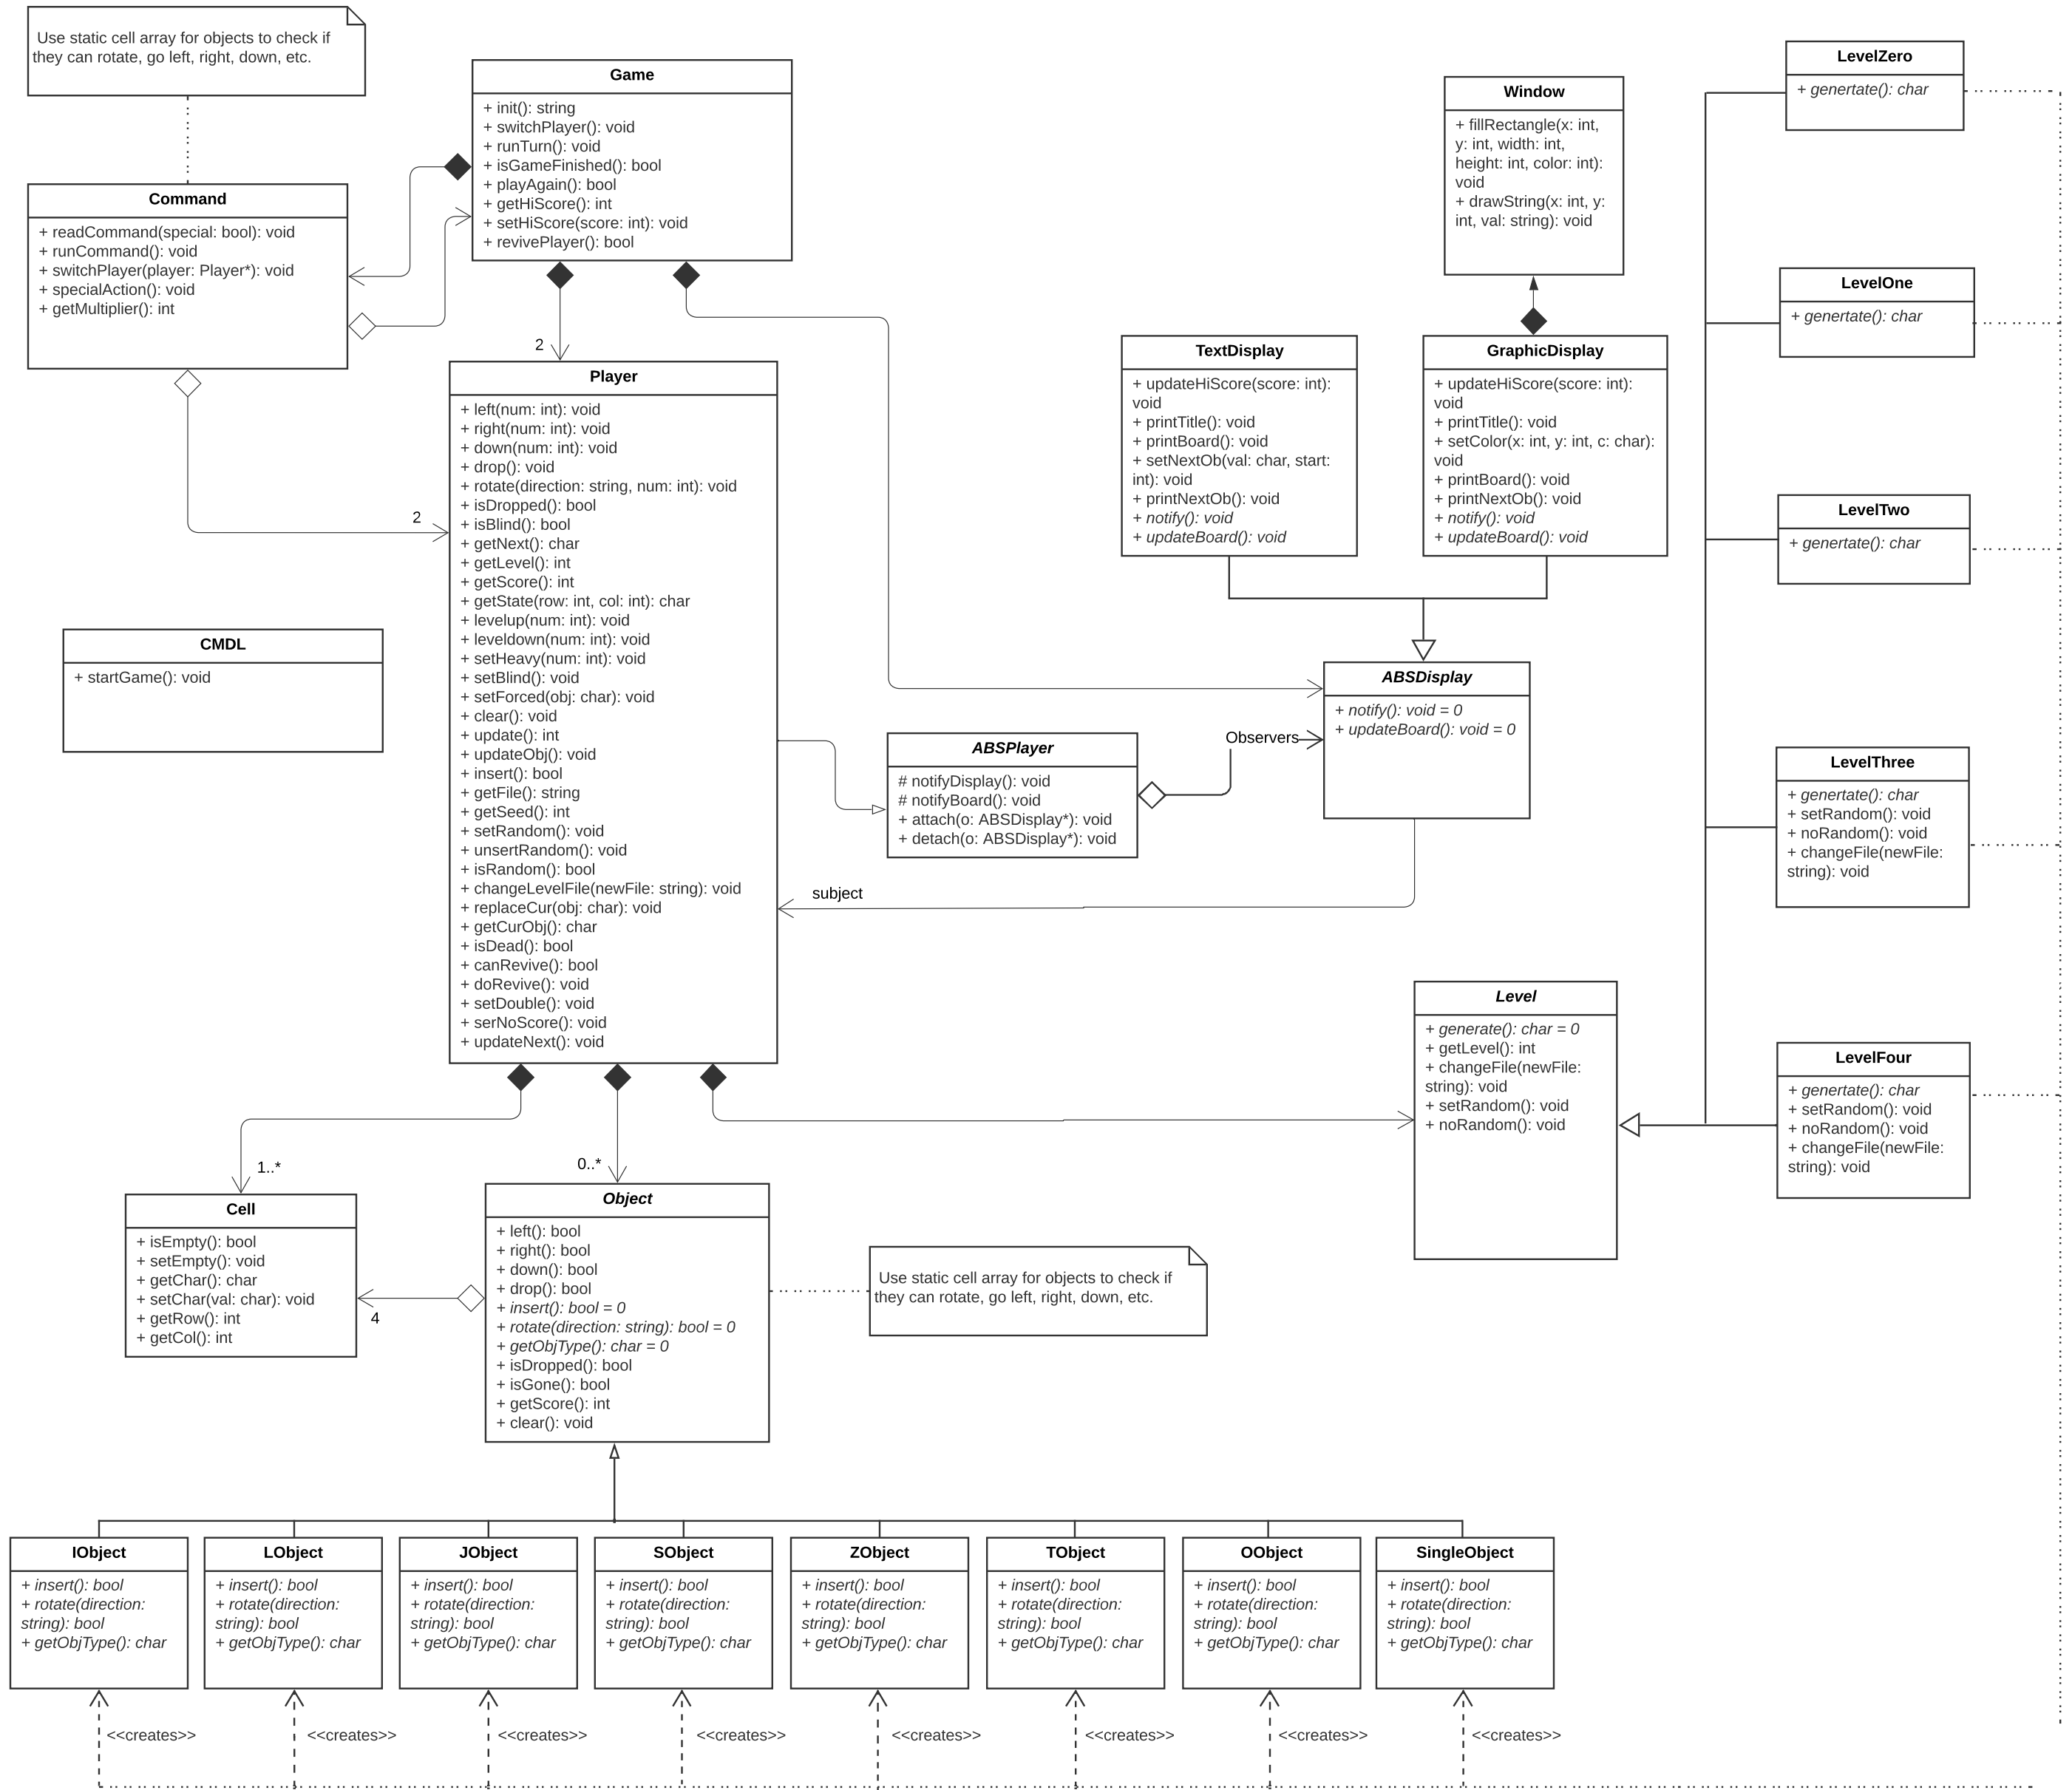 Use static cell array for objects to check if
they can rotate, go left, right, down, etc.
Game
+ init(): string
+ switchPlayer(): void
+ runTurn(): void
+ isGameFinished(): bool
+ playAgain(): bool
+ getHiScore(): int
+ setHiScore(score: int): void
+ revivePlayer(): bool
Window
+ fillRectangle(x: int,
y: int, width: int,
height: int, color: int):
void
+ drawString(x: int, y:
int, val: string): void
LevelZero
+ genertate(): char
Command
+ readCommand(special: bool): void
+ runCommand(): void
+ switchPlayer(player: Player*): void
+ specialAction(): void
+ getMultiplier(): int
LevelOne
+ genertate(): char
2
Player
+ left(num: int): void
+ right(num: int): void
+ down(num: int): void
+ drop(): void
+ rotate(direction: string, num: int): void
+ isDropped(): bool
+ isBlind(): bool
+ getNext(): char
+ getLevel(): int
+ getScore(): int
+ getState(row: int, col: int): char
+ levelup(num: int): void
+ leveldown(num: int): void
+ setHeavy(num: int): void
+ setBlind(): void
+ setForced(obj: char): void
+ clear(): void
+ update(): int
+ updateObj(): void
+ insert(): bool
+ getFile(): string
+ getSeed(): int
+ setRandom(): void
+ unsertRandom(): void
+ isRandom(): bool
+ changeLevelFile(newFile: string): void
+ replaceCur(obj: char): void
+ getCurObj(): char
+ isDead(): bool
+ canRevive(): bool
+ doRevive(): void
+ setDouble(): void
+ serNoScore(): void
+ updateNext(): void
TextDisplay
+ updateHiScore(score: int):
void
+ printTitle(): void
+ printBoard(): void
+ setNextOb(val: char, start:
int): void
+ printNextOb(): void
+ notify(): void
+ updateBoard(): void
GraphicDisplay
+ updateHiScore(score: int):
void
+ printTitle(): void
+ setColor(x: int, y: int, c: char):
void
+ printBoard(): void
+ printNextOb(): void
+ notify(): void
+ updateBoard(): void
LevelTwo
+ genertate(): char
2
CMDL
+ startGame(): void
ABSDisplay
+ notify(): void = 0
+ updateBoard(): void = 0
Observers
ABSPlayer
# notifyDisplay(): void
# notifyBoard(): void
+ attach(o: ABSDisplay*): void
+ detach(o: ABSDisplay*): void
subject
LevelThree
+ genertate(): char
+ setRandom(): void
+ noRandom(): void
+ changeFile(newFile:
string): void
Level
+ generate(): char = 0
+ getLevel(): int
+ changeFile(newFile:
string): void
+ setRandom(): void
+ noRandom(): void
LevelFour
+ genertate(): char
+ setRandom(): void
+ noRandom(): void
+ changeFile(newFile:
string): void
1..*
0..*
Cell
+ isEmpty(): bool
+ setEmpty(): void
+ getChar(): char
+ setChar(val: char): void
+ getRow(): int
+ getCol(): int
4
Object
+ left(): bool
+ right(): bool
+ down(): bool
+ drop(): bool
+ insert(): bool = 0
+ rotate(direction: string): bool = 0
+ getObjType(): char = 0
+ isDropped(): bool
+ isGone(): bool
+ getScore(): int
+ clear(): void
Use static cell array for objects to check if
they can rotate, go left, right, down, etc.
IObject
+ insert(): bool
+ rotate(direction:
string): bool
+ getObjType(): char
LObject
+ insert(): bool
+ rotate(direction:
string): bool
+ getObjType(): char
JObject
+ insert(): bool
+ rotate(direction:
string): bool
+ getObjType(): char
SObject
+ insert(): bool
+ rotate(direction:
string): bool
+ getObjType(): char
ZObject
+ insert(): bool
+ rotate(direction:
string): bool
+ getObjType(): char
TObject
+ insert(): bool
+ rotate(direction:
string): bool
+ getObjType(): char
OObject
+ insert(): bool
+ rotate(direction:
string): bool
+ getObjType(): char
SingleObject
+ insert(): bool
+ rotate(direction:
string): bool
+ getObjType(): char
<<creates>>
<<creates>>
<<creates>>
<<creates>>
<<creates>>
<<creates>>
<<creates>>
<<creates>>